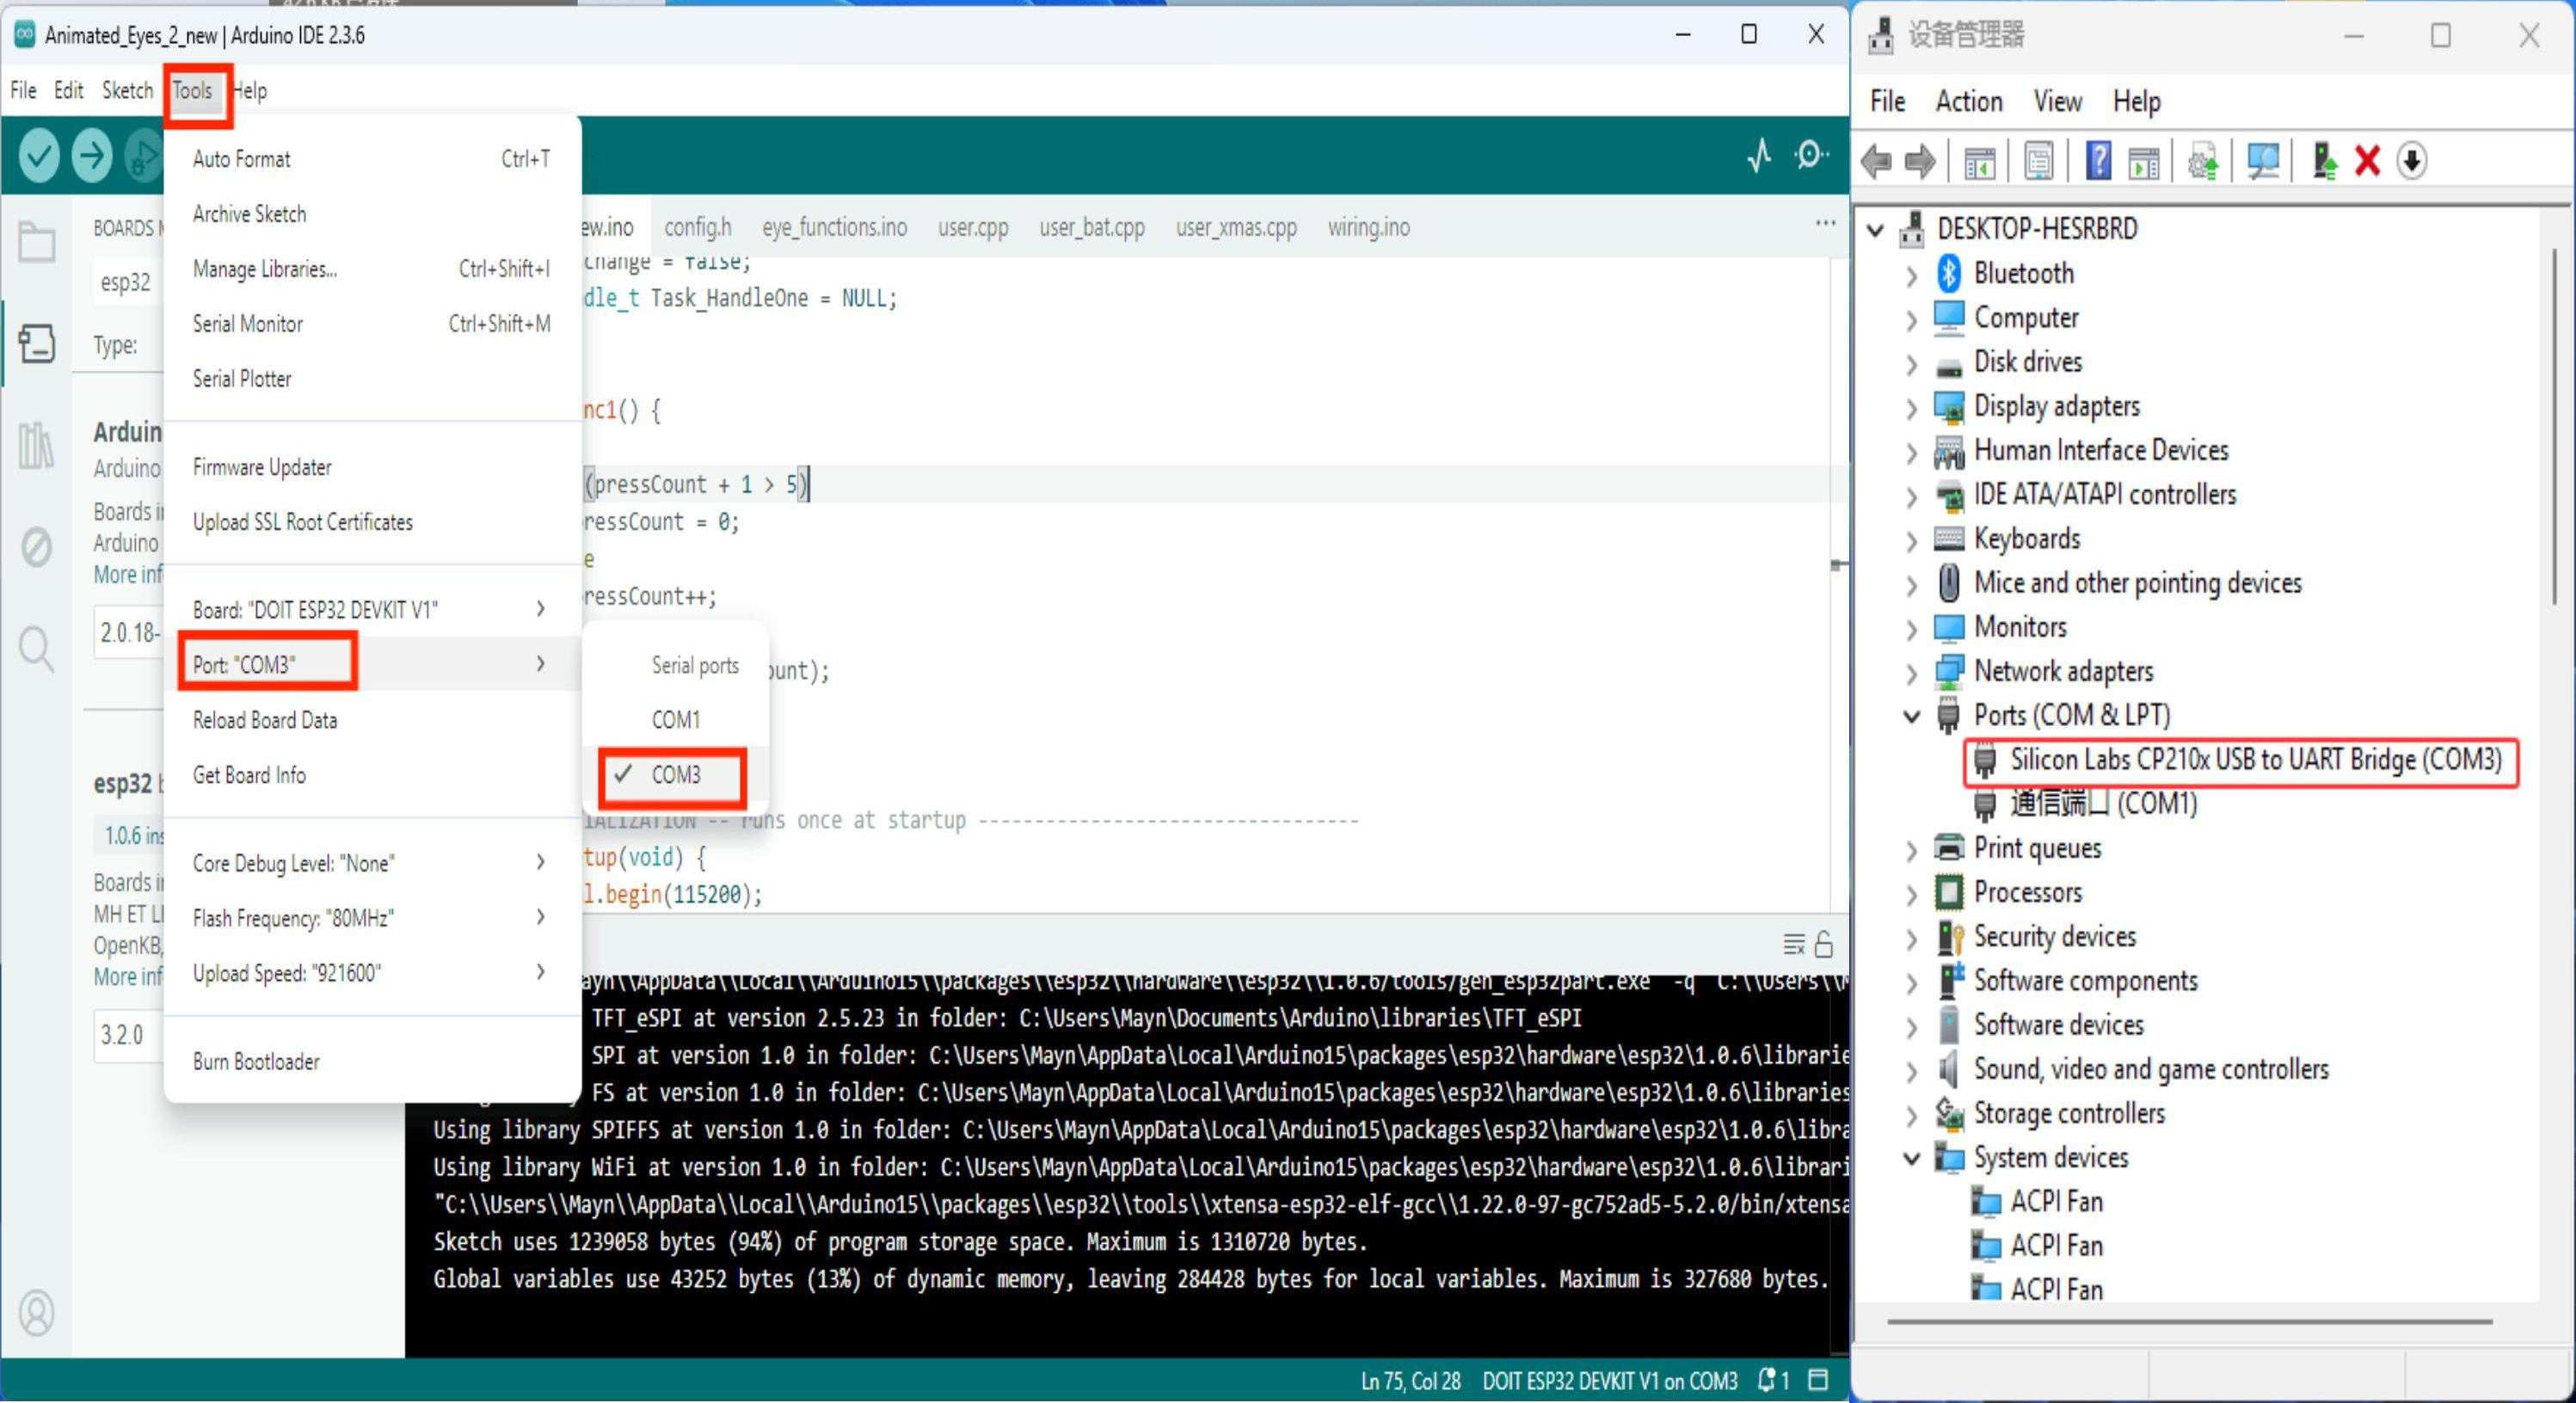 Animated_Eyes_2_new | Arduino IDE 2.3.6
File Edit Sketch Tools Help
Auto Format Ctrl+T
Archive Sketch
Manage Libraries... Ctrl+Shift+I
Serial Monitor Ctrl+Shift+M
Serial Plotter
Firmware Updater
Upload SSL Root Certificates
Board: "DOIT ESP32 DEVKIT V1"
Port: "COM3"
Reload Board Data
Get Board Info
Core Debug Level: "None"
Flash Frequency: "80MHz"
Upload Speed: "921600"
Burn Bootloader
Serial ports
COM1
✓ COM3
BOARDS M
esp32
Type:
Arduin
Arduino
Boards i
Arduino
More inf
2.0.18-
esp32 b
1.0.6 ins
Boards i
MH ET LI
OpenKB,
More inf
3.2.0
ew.ino config.h eye_functions.ino user.cpp user_bat.cpp user_xmas.cpp wiring.ino ...
change = false;
dle_t Task_HandleOne = NULL;
nc1() {
(pressCount + 1 > 5)
ressCount = 0;
e
ressCount++;
ount);
IALIZATION -- runs once at startup ----------------------------------
tup(void) {
l.begin(115200);
ayn\\AppData\\Local\\Arduino15\\packages\\esp32\\hardware\\esp32\\1.0.6/tools/gen_esp32part.exe" -q "C:\\Users\\M
TFT_eSPI at version 2.5.23 in folder: C:\Users\Mayn\Documents\Arduino\libraries\TFT_eSPI
SPI at version 1.0 in folder: C:\Users\Mayn\AppData\Local\Arduino15\packages\esp32\hardware\esp32\1.0.6\librarie
FS at version 1.0 in folder: C:\Users\Mayn\AppData\Local\Arduino15\packages\esp32\hardware\esp32\1.0.6\libraries
Using library SPIFFS at version 1.0 in folder: C:\Users\Mayn\AppData\Local\Arduino15\packages\esp32\hardware\esp32\1.0.6\libra
Using library WiFi at version 1.0 in folder: C:\Users\Mayn\AppData\Local\Arduino15\packages\esp32\hardware\esp32\1.0.6\librari
"C:\\Users\\Mayn\\AppData\\Local\\Arduino15\\packages\\esp32\\tools\\xtensa-esp32-elf-gcc\\1.22.0-97-gc752ad5-5.2.0/bin/xtensa
Sketch uses 1239058 bytes (94%) of program storage space. Maximum is 1310720 bytes.
Global variables use 43252 bytes (13%) of dynamic memory, leaving 284428 bytes for local variables. Maximum is 327680 bytes.
Ln 75, Col 28 DOIT ESP32 DEVKIT V1 on COM3 1
设备管理器
File Action View Help
DESKTOP-HESRBRD
Bluetooth
Computer
Disk drives
Display adapters
Human Interface Devices
IDE ATA/ATAPI controllers
Keyboards
Mice and other pointing devices
Monitors
Network adapters
Ports (COM & LPT)
Silicon Labs CP210x USB to UART Bridge (COM3)
通信端口 (COM1)
Print queues
Processors
Security devices
Software components
Software devices
Sound, video and game controllers
Storage controllers
System devices
ACPI Fan
ACPI Fan
ACPI Fan